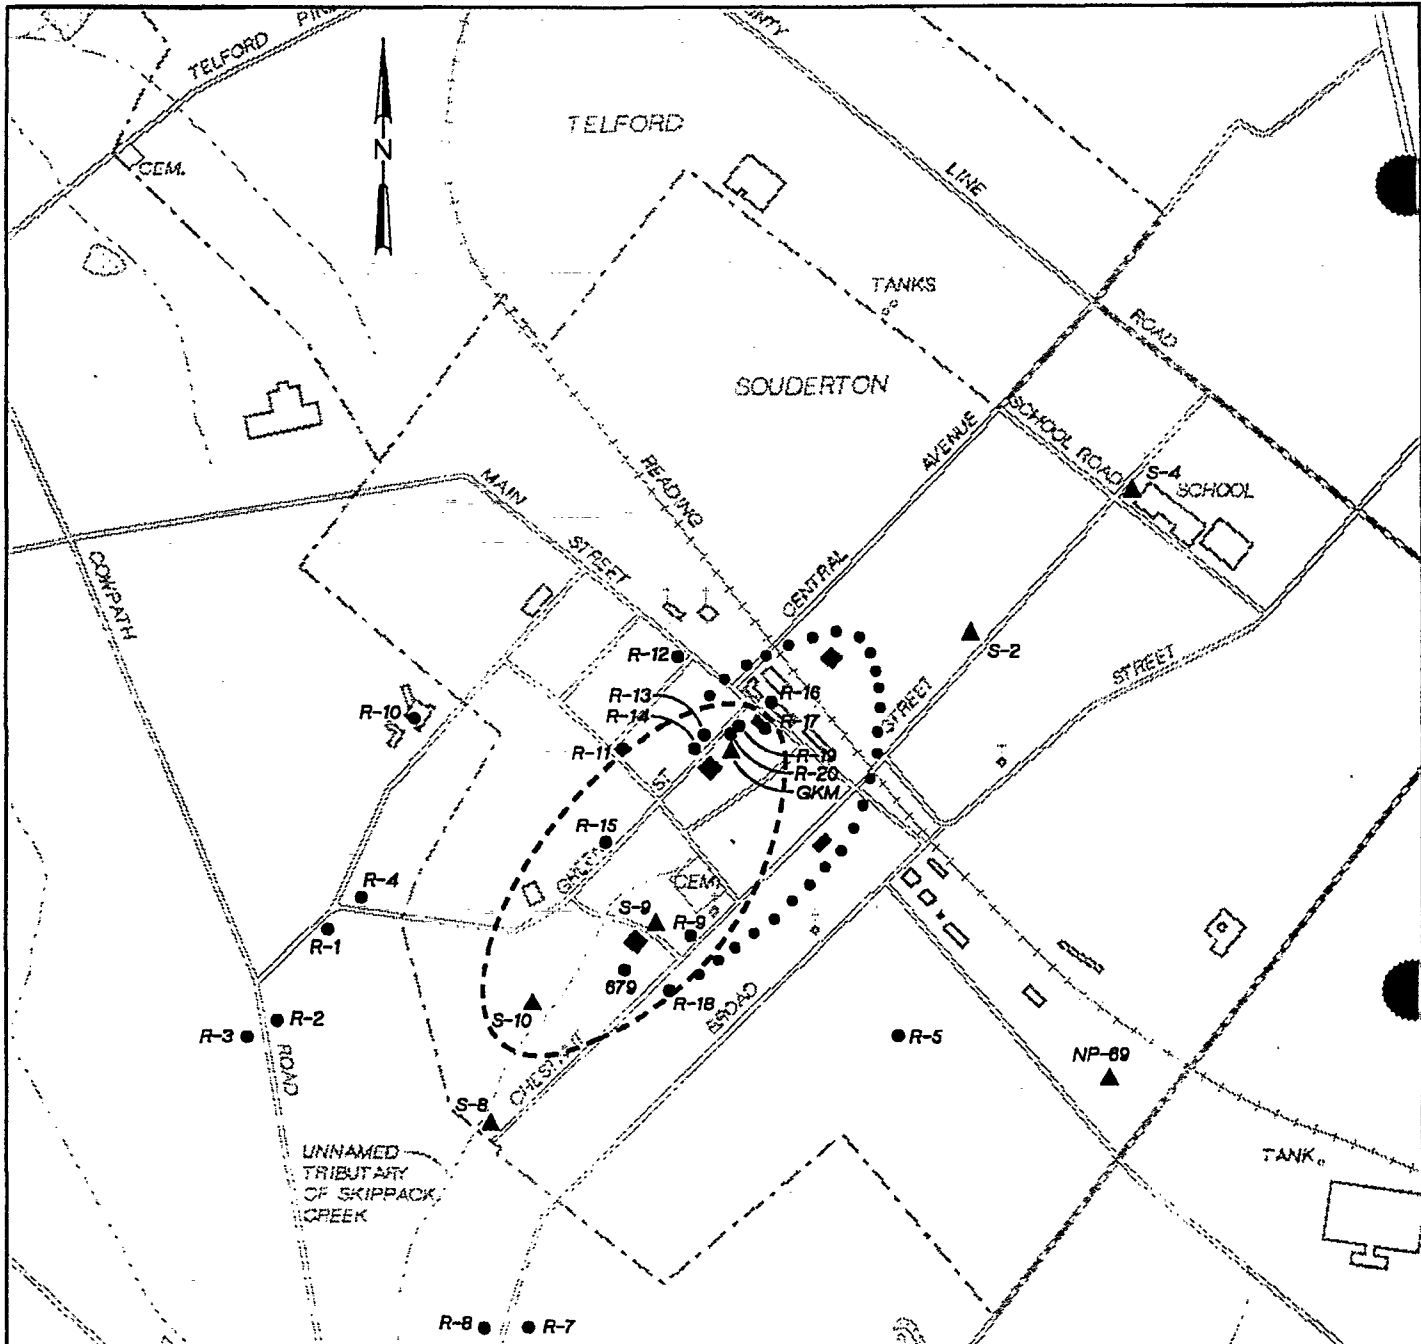 TELFORD
N
CEM.
TELFORD
LINE
TANKS
ROAD
SOUDERTON
SCHOOL ROAD
AVENUE
S-4
SCHOOL
READING
MAIN
STREET
COWPATH
CENTRAL
S-2
STREET
STREET
R-12
R-13
R-14
R-16
R-17
R-10
R-11
R-19
R-20
GKM
ST
R-15
R-4
CEM.
S-9
R-9
R-1
679
R-18
BROAD
S-10
R-2
R-3
ROAD
R-5
NP-69
CHESTNUT
S-8
UNNAMED
TRIBUTARY
OF SKIPPACK
CREEK
TANK
R-8
R-7